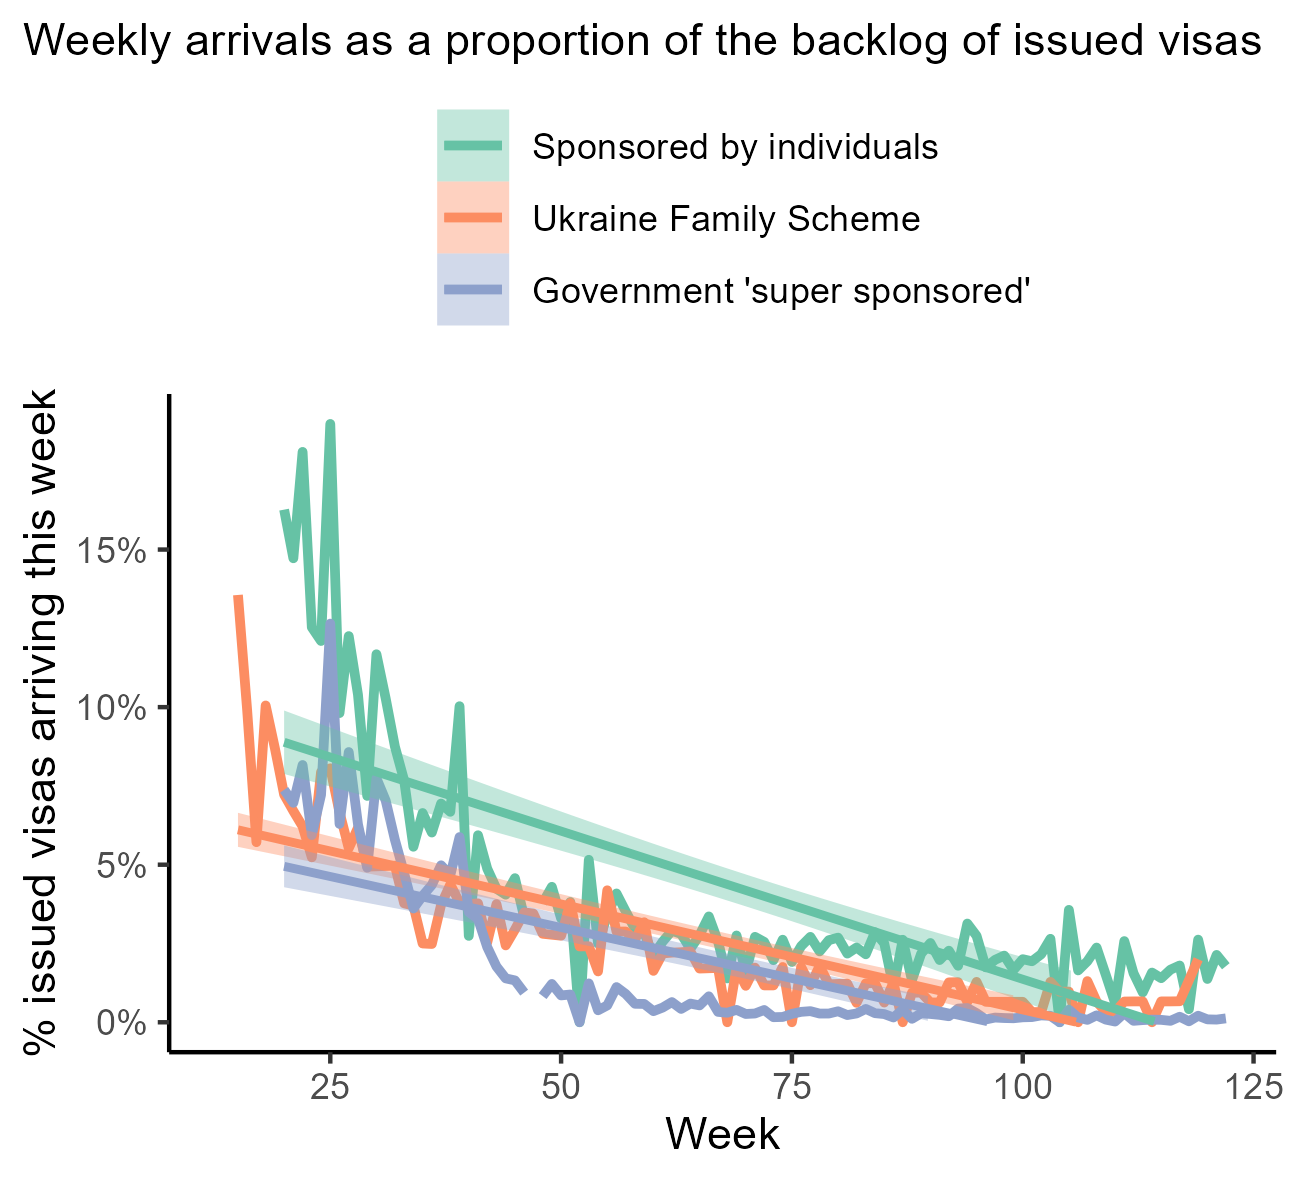 Weekly arrivals as a proportion of the backlog of issued visas
Sponsored by individuals
Ukraine Family Scheme
Government 'super sponsored'
% issued visas arriving this week
15%
10%
5%
0%
25 50 75 100 125
Week